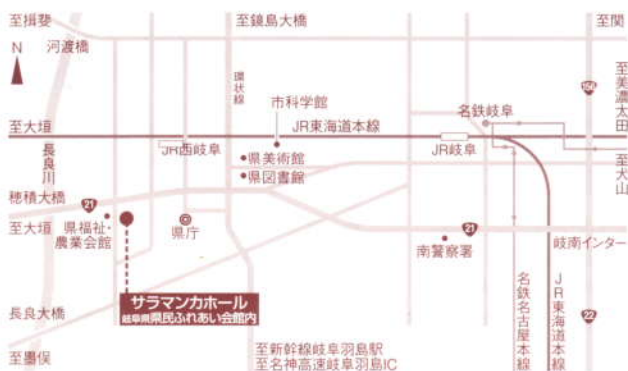 至揖斐
至鏡島大橋
至関
N
河渡橋
環状線
市科学館
名鉄岐阜
156
至美濃太田
至大垣
JR東海道本線
JR西岐阜
JR岐阜
長良川
県美術館
県図書館
至犬山
穂積大橋
21
至大垣
県福祉・
農業会館
県庁
21
南警察署
岐南インター
サラマンカホール
岐阜県県民ふれあい会館内
長良大橋
名鉄名古屋本線
JR東海道本線
22
至墨俣
至新幹線岐阜羽島駅
至名神高速岐阜羽島IC